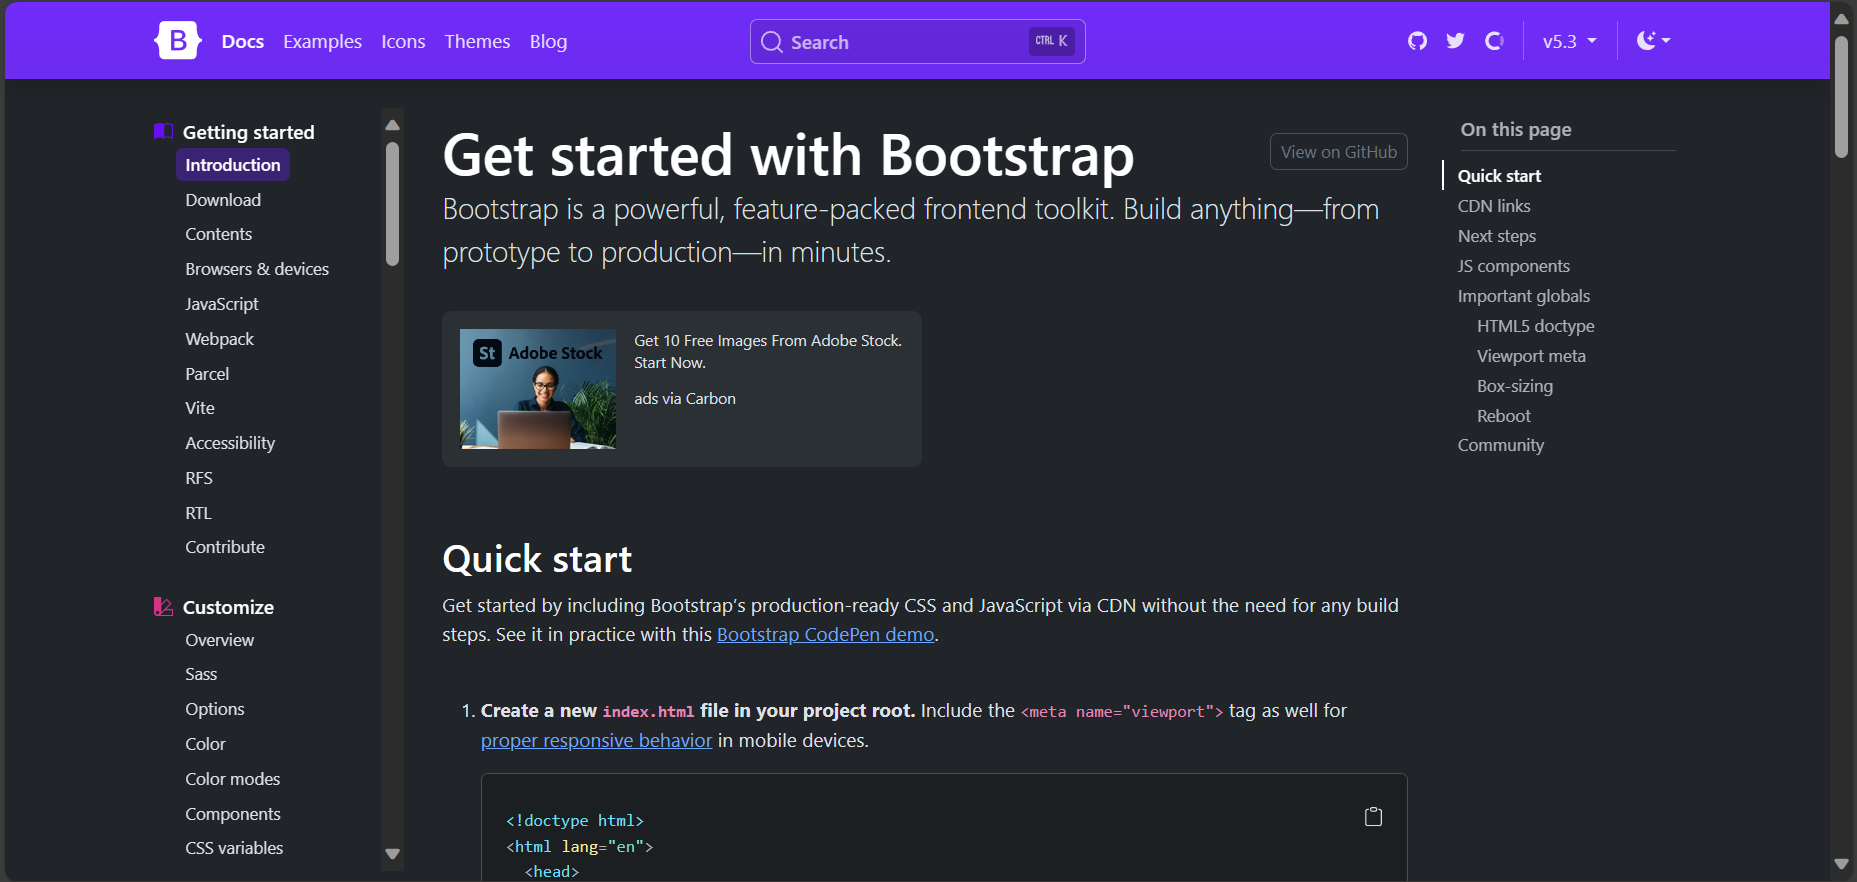 B Docs Examples Icons Themes Blog Search CTRL K v5.3
Getting started
Introduction
Download
Contents
Browsers & devices
JavaScript
Webpack
Parcel
Vite
Accessibility
RFS
RTL
Contribute
Customize
Overview
Sass
Options
Color
Color modes
Components
CSS variables
Get started with Bootstrap
View on GitHub
Bootstrap is a powerful, feature-packed frontend toolkit. Build anything—from
prototype to production—in minutes.
St Adobe Stock
Get 10 Free Images From Adobe Stock.
Start Now.
ads via Carbon
Quick start
Get started by including Bootstrap’s production-ready CSS and JavaScript via CDN without the need for any build
steps. See it in practice with this Bootstrap CodePen demo.
1. Create a new index.html file in your project root. Include the <meta name="viewport"> tag as well for
proper responsive behavior in mobile devices.
<!doctype html>
<html lang="en">
<head>
On this page
Quick start
CDN links
Next steps
JS components
Important globals
HTML5 doctype
Viewport meta
Box-sizing
Reboot
Community